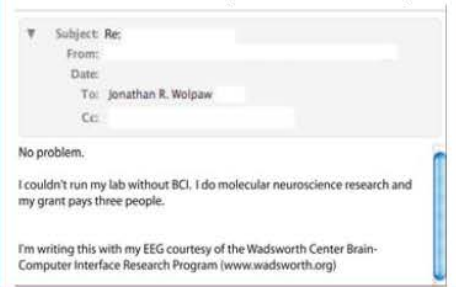 Subject: Re:
From:
Date:
To: Jonathan R. Wolpaw
Cc:
No problem.
I couldn't run my lab without BCI. I do molecular neuroscience research and
my grant pays three people.
I'm writing this with my EEG courtesy of the Wadsworth Center Brain-
Computer Interface Research Program (www.wadsworth.org)